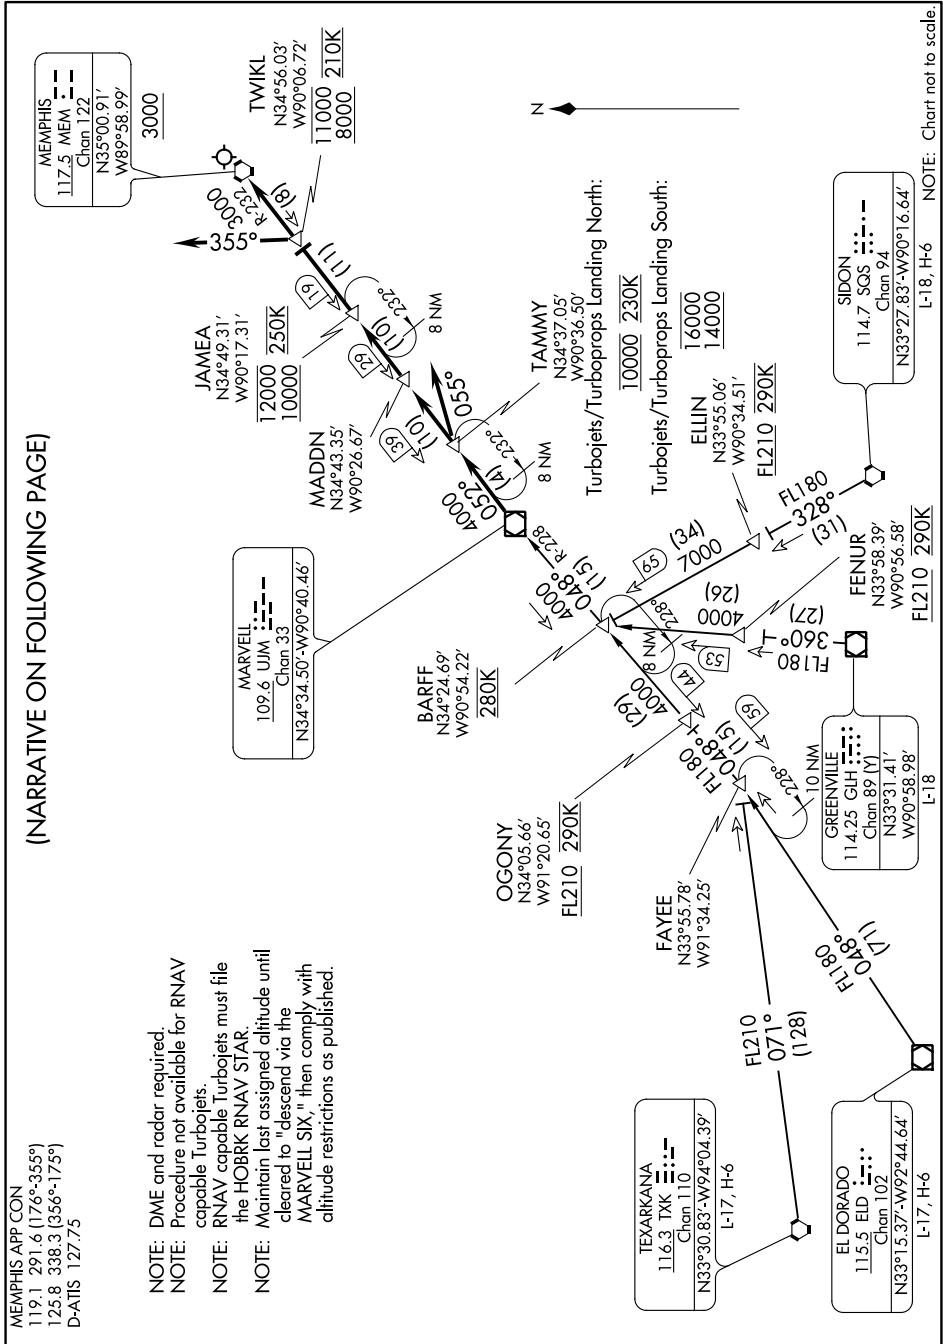 (NARRATIVE ON FOLLOWING PAGE)
MEMPHIS APP CON
119.1 291.6 (176°-355°)
125.8 338.3 (356°-175°)
D-ATIS 127.75
NOTE: DME and radar required.
NOTE: Procedure not available for RNAV
capable Turbojets.
NOTE: RNAV capable Turbojets must file
the HOBRK RNAV STAR.
NOTE: Maintain last assigned altitude until
cleared to "descend via the
MARVELL SIX," then comply with
altitude restrictions as published.
MEMPHIS
117.5 MEM
Chan 122
N35°00.91'
W89°58.99'
3000
TWIKL
N34°56.03'
W90°06.72'
11000 210K
8000
3000
R-232
(8)
355°
(11)
19
JAMEA
N34°49.31'
W90°17.31'
12000 250K
10000
232°
8 NM
(10)
29
MADDN
N34°43.35'
W90°26.67'
(10)
39
055°
TAMMY
N34°37.05'
W90°36.50'
Turbojets/Turboprops Landing North:
10000 230K
Turbojets/Turboprops Landing South:
16000
14000
232°
8 NM
4000
052°
(4)
MARVELL
109.6 UJM
Chan 33
N34°34.50'-W90°40.46'
R-228
4000
048°
(15)
BARFF
N34°24.69'
W90°54.22'
280K
228°
8 NM
65
(34)
7000
ELLIN
N33°55.06'
W90°34.51'
FL210 290K
FL180
328°
(31)
SIDON
114.7 SQS
Chan 94
N33°27.83'-W90°16.64'
L-18, H-6
4000
(26)
53
FENUR
N33°58.39'
W90°56.58'
FL210 290K
FL180
360°
(27)
GREENVILLE
114.25 GLH
Chan 89 (Y)
N33°31.41'
W90°58.98'
L-18
4000
(29)
44
OGONY
N34°05.66'
W91°20.65'
FL210 290K
FL180
048°
(15)
59
FAYEE
N33°55.78'
W91°34.25'
228°
10 NM
FL210
071°
(128)
TEXARKANA
116.3 TXK
Chan 110
N33°30.83'-W94°04.39'
L-17, H-6
FL180
048°
(71)
EL DORADO
115.5 ELD
Chan 102
N33°15.37'-W92°44.64'
L-17, H-6
N
NOTE: Chart not to scale.